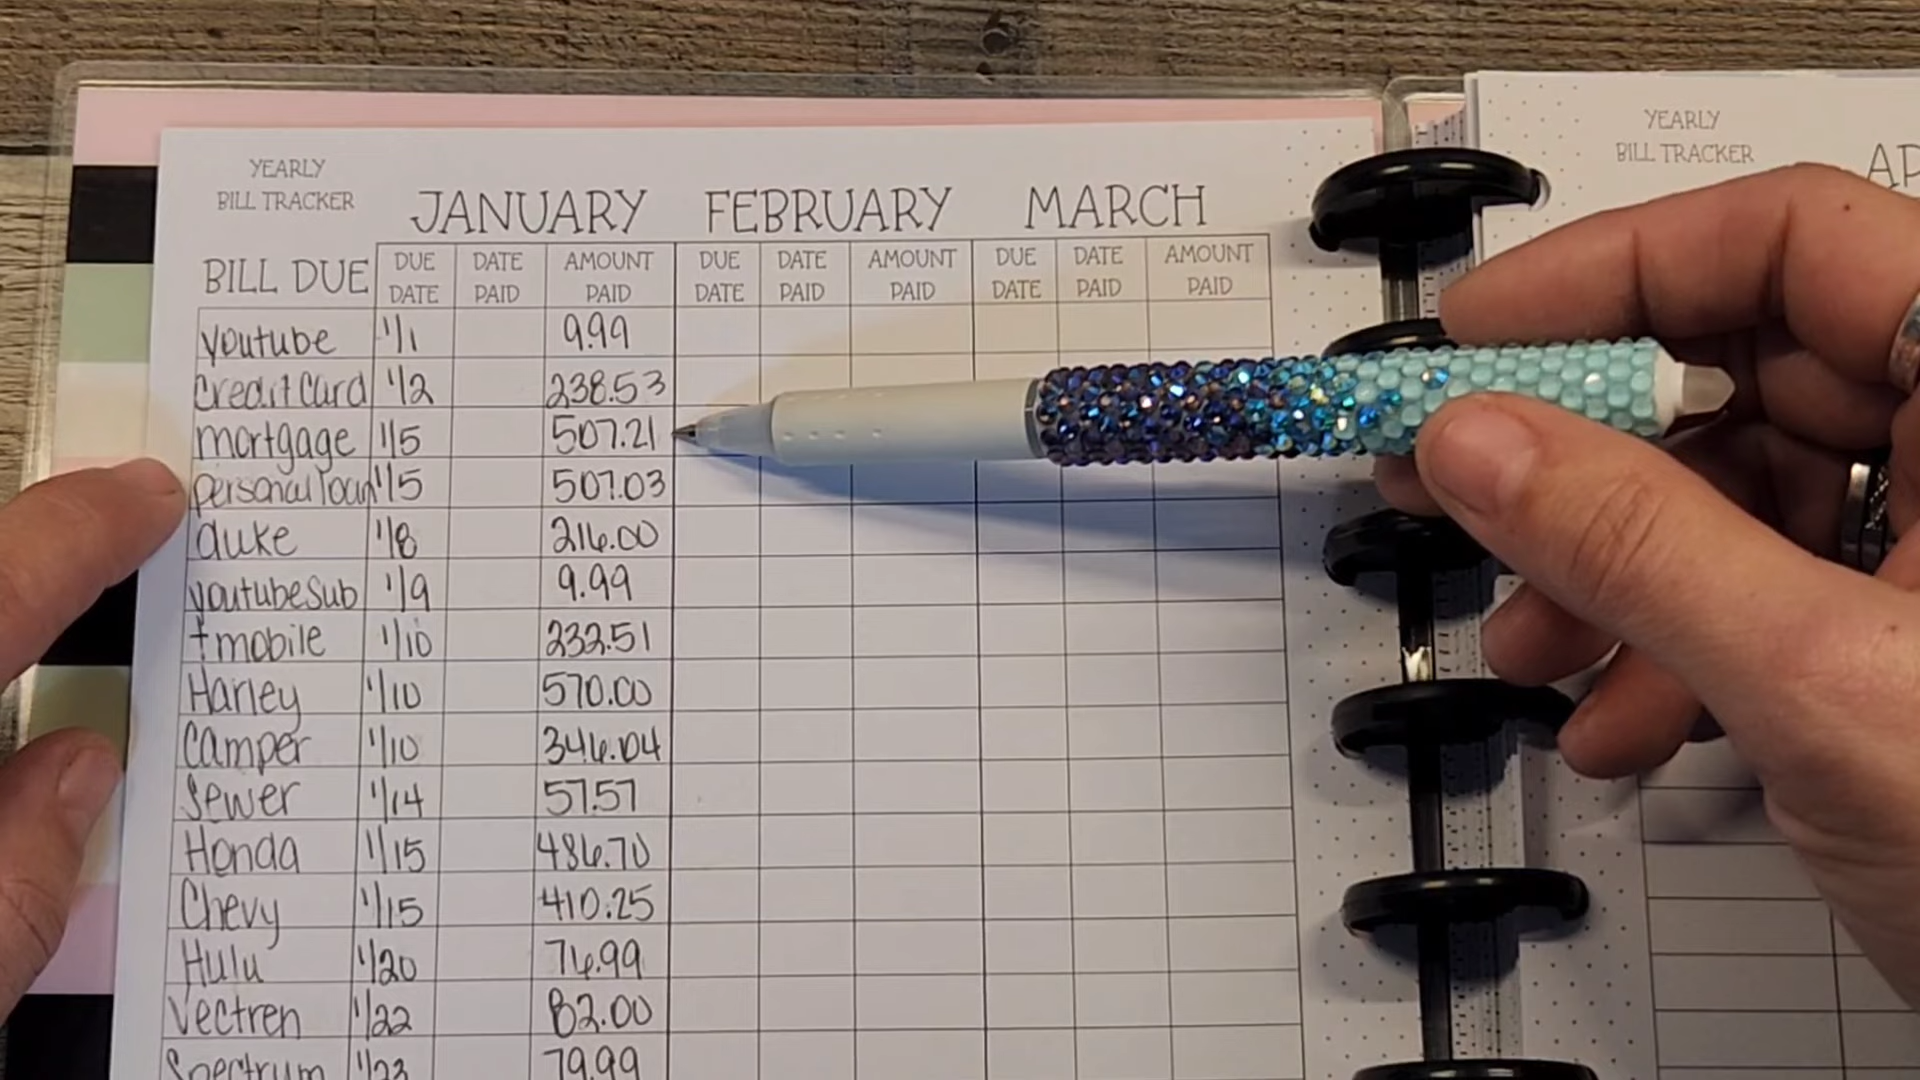 YEARLY
BILL TRACKER
JANUARY FEBRUARY MARCH
BILL DUE DUE DATE DATE PAID AMOUNT PAID DUE DATE DATE PAID AMOUNT PAID DUE DATE DATE PAID AMOUNT PAID
youtube 1/1 9.99
Credit Card 1/2 238.53
mortgage 1/5 507.21
personal loan 1/5 507.03
duke 1/8 216.00
youtube sub 1/9 9.99
tmobile 1/10 232.51
Harley 1/10 570.00
Camper 1/10 346.04
Sewer 1/14 57.57
Honda 1/15 486.70
Chevy 1/15 410.25
Hulu 1/20 76.99
Vectren 1/22 82.00
Spectrum 1/23 79.99
YEARLY
BILL TRACKER
AP